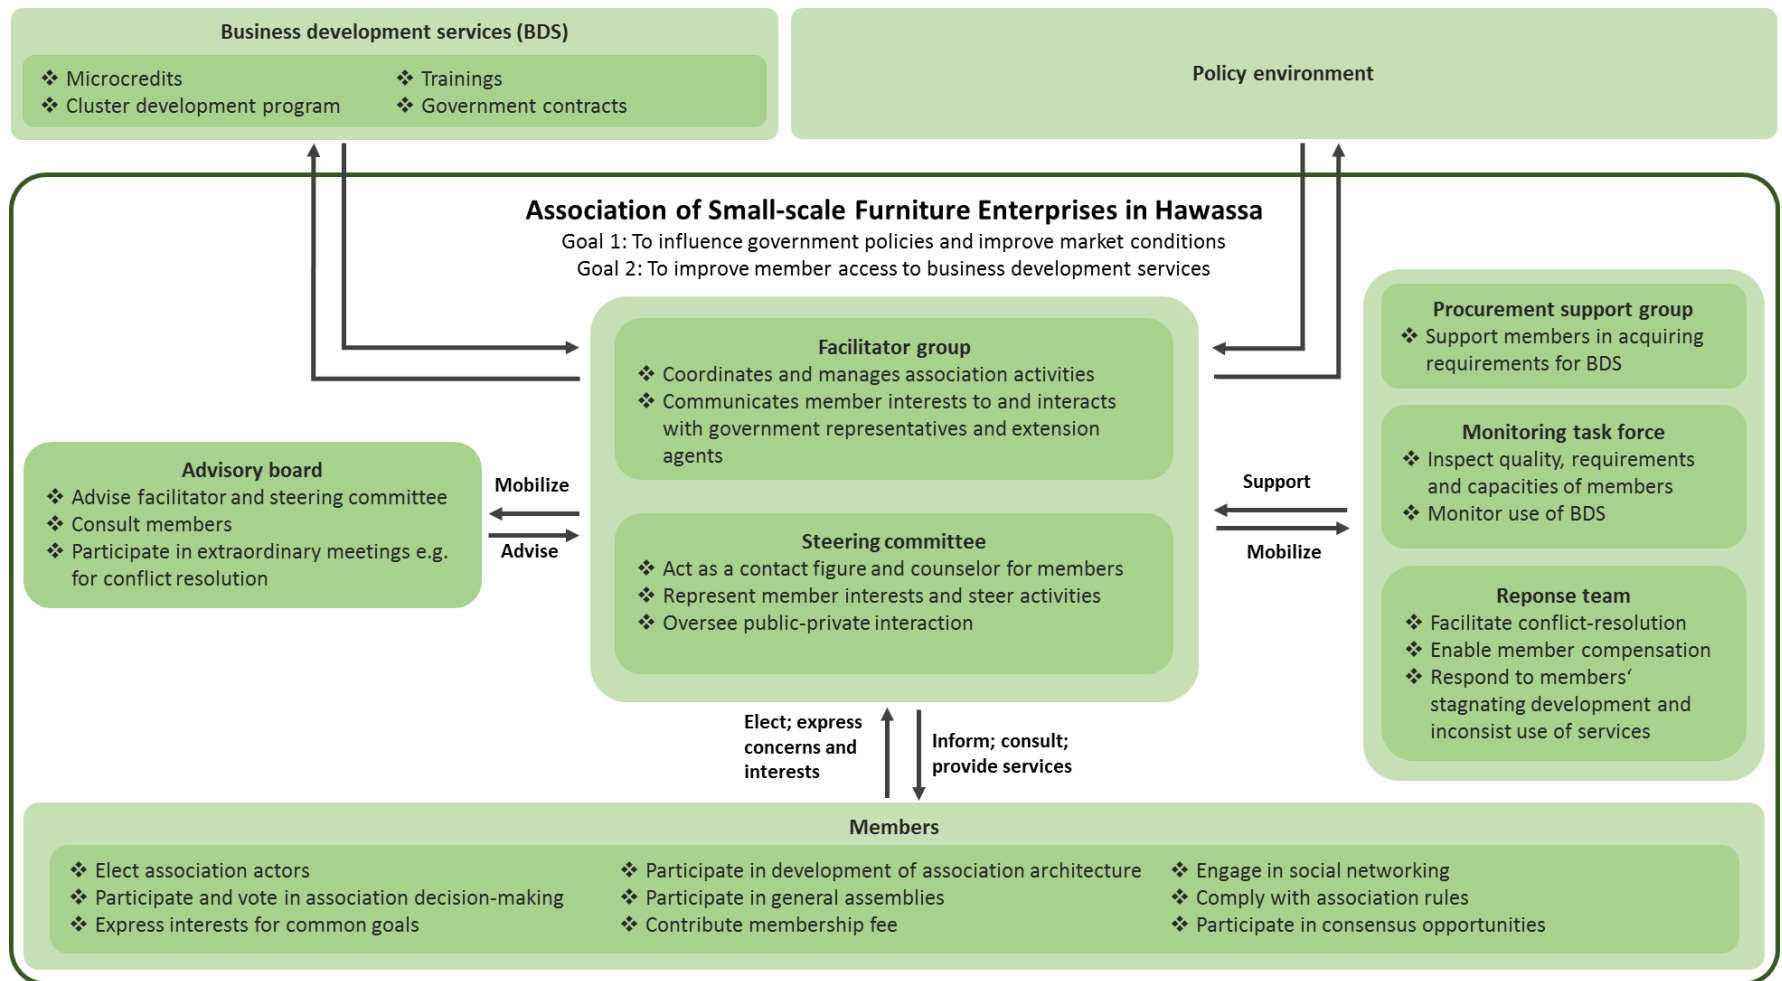 Business development services (BDS)
❖ Microcredits
❖ Cluster development program
❖ Trainings
❖ Government contracts
Policy environment
Association of Small-scale Furniture Enterprises in Hawassa
Goal 1: To influence government policies and improve market conditions
Goal 2: To improve member access to business development services
Facilitator group
❖ Coordinates and manages association activities
❖ Communicates member interests to and interacts
with government representatives and extension
agents
Steering committee
❖ Act as a contact figure and counselor for members
❖ Represent member interests and steer activities
❖ Oversee public-private interaction
Advisory board
❖ Advise facilitator and steering committee
❖ Consult members
❖ Participate in extraordinary meetings e.g.
for conflict resolution
Mobilize
Advise
Support
Mobilize
Procurement support group
❖ Support members in acquiring
requirements for BDS
Monitoring task force
❖ Inspect quality, requirements
and capacities of members
❖ Monitor use of BDS
Reponse team
❖ Facilitate conflict-resolution
❖ Enable member compensation
❖ Respond to members‘
stagnating development and
inconsist use of services
Elect; express
concerns and
interests
Inform; consult;
provide services
Members
❖ Elect association actors
❖ Participate and vote in association decision-making
❖ Express interests for common goals
❖ Participate in development of association architecture
❖ Participate in general assemblies
❖ Contribute membership fee
❖ Engage in social networking
❖ Comply with association rules
❖ Participate in consensus opportunities